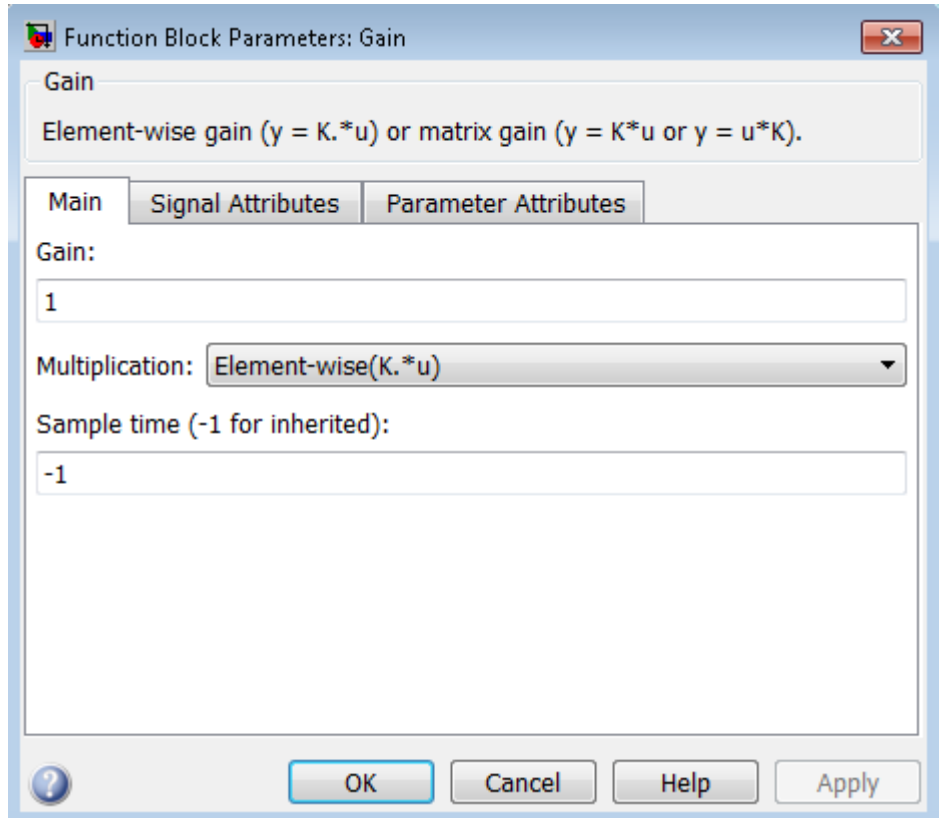 Function Block Parameters: Gain
Gain
Element-wise gain (y = K.*u) or matrix gain (y = K*u or y = u*K).
Main Signal Attributes Parameter Attributes
Gain:
1
Multiplication: Element-wise(K.*u)
Sample time (-1 for inherited):
-1
? OK Cancel Help Apply